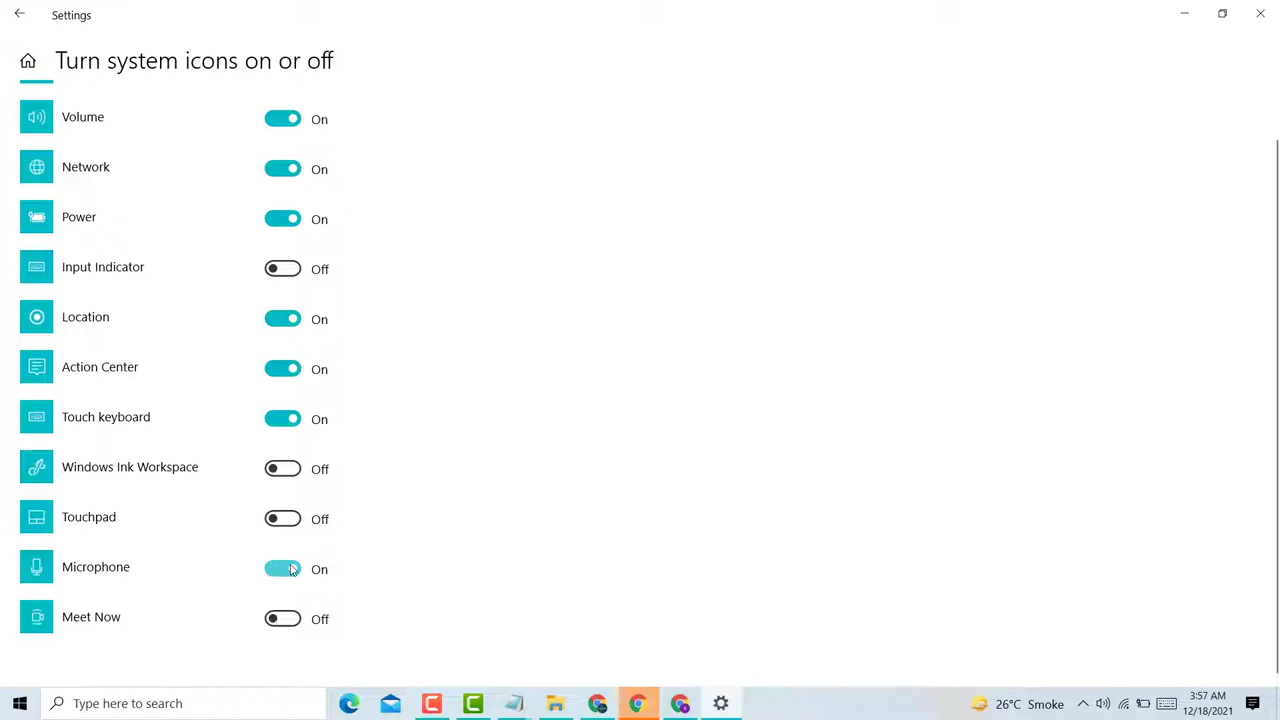 Settings
Turn system icons on or off
Volume On
Network On
Power On
Input Indicator Off
Location On
Action Center On
Touch keyboard On
Windows Ink Workspace Off
Touchpad Off
Microphone On
Meet Now Off
Type here to search
26°C Smoke
3:57 AM
12/18/2021